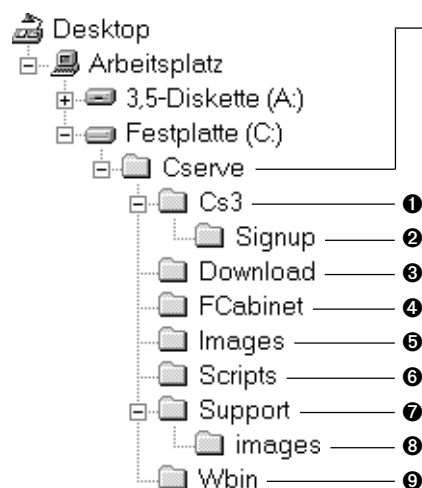 Desktop
Arbeitsplatz
3,5-Diskette (A:)
Festplatte (C:)
Cserve
Cs3 ❶
Signup ❷
Download ❸
FCabinet ❹
Images ❺
Scripts ❻
Support ❼
images ❽
Wbin ❾